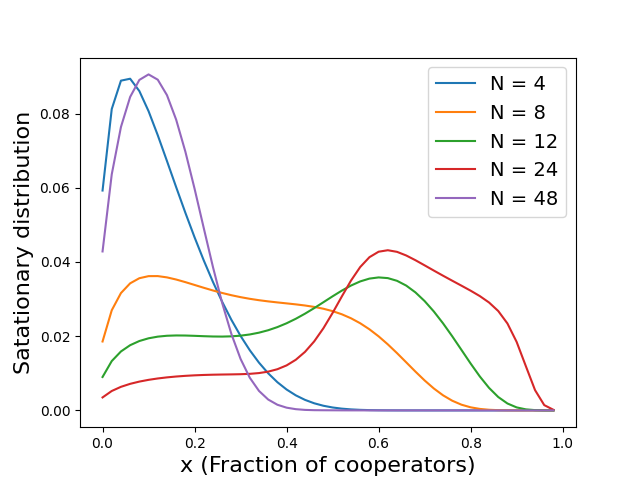 N = 4
N = 8
N = 12
N = 24
N = 48
0.08
0.06
0.04
0.02
0.00
Satationary distribution
0.0 0.2 0.4 0.6 0.8 1.0
x (Fraction of cooperators)